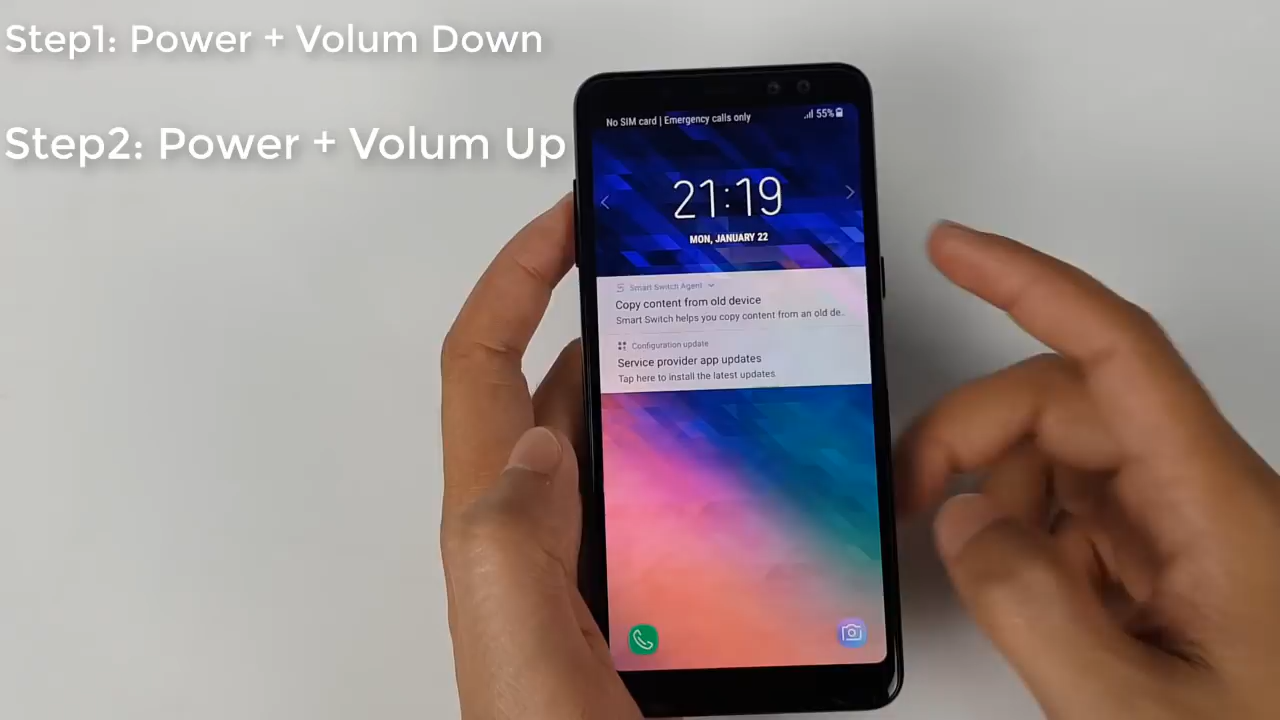 Step1: Power + Volum Down
Step2: Power + Volum Up
No SIM card | Emergency calls only
55%
21:19
MON, JANUARY 22
Smart Switch Agent
Copy content from old device
Smart Switch helps you copy content from an old de..
Configuration update
Service provider app updates
Tap here to install the latest updates.